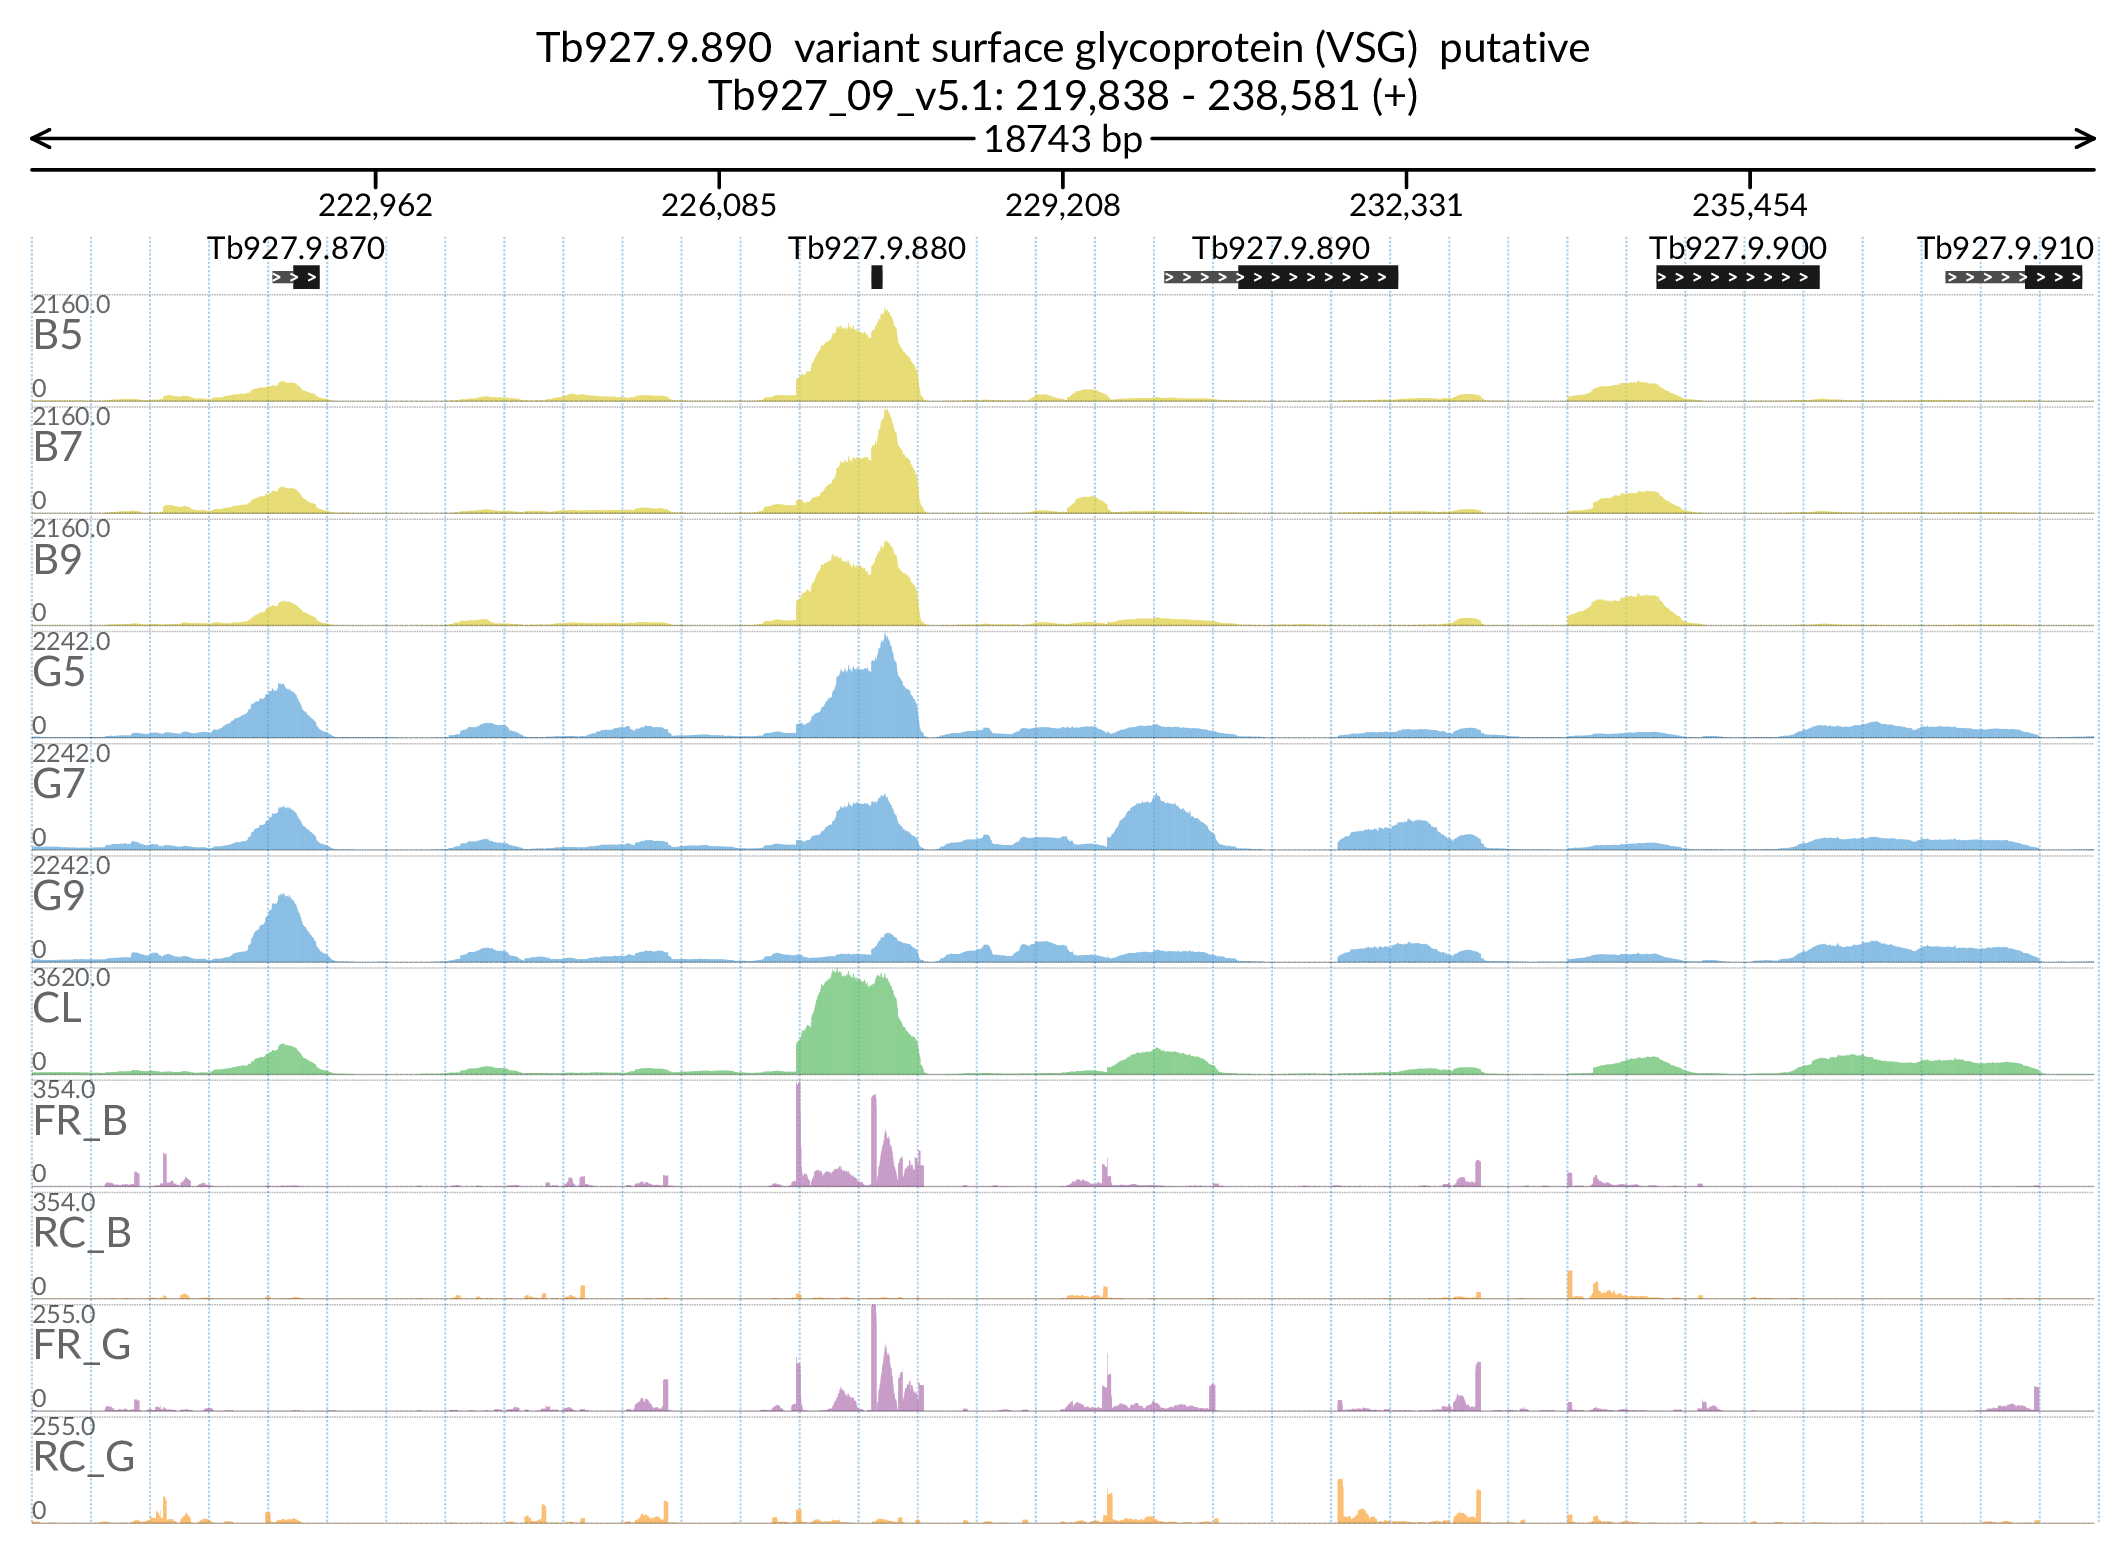 Tb927.9.890 variant surface glycoprotein (VSG) putative
Tb927_09_v5.1: 219,838 - 238,581 (+)
18743 bp
222,962 226,085 229,208 232,331 235,454
Tb927.9.870 Tb927.9.880 Tb927.9.890 Tb927.9.900 Tb927.9.910
2160.0
B5
0
2160.0
B7
0
2160.0
B9
0
2242.0
G5
0
2242.0
G7
0
2242.0
G9
0
3620.0
CL
0
354.0
FR_B
0
354.0
RC_B
0
255.0
FR_G
0
255.0
RC_G
0